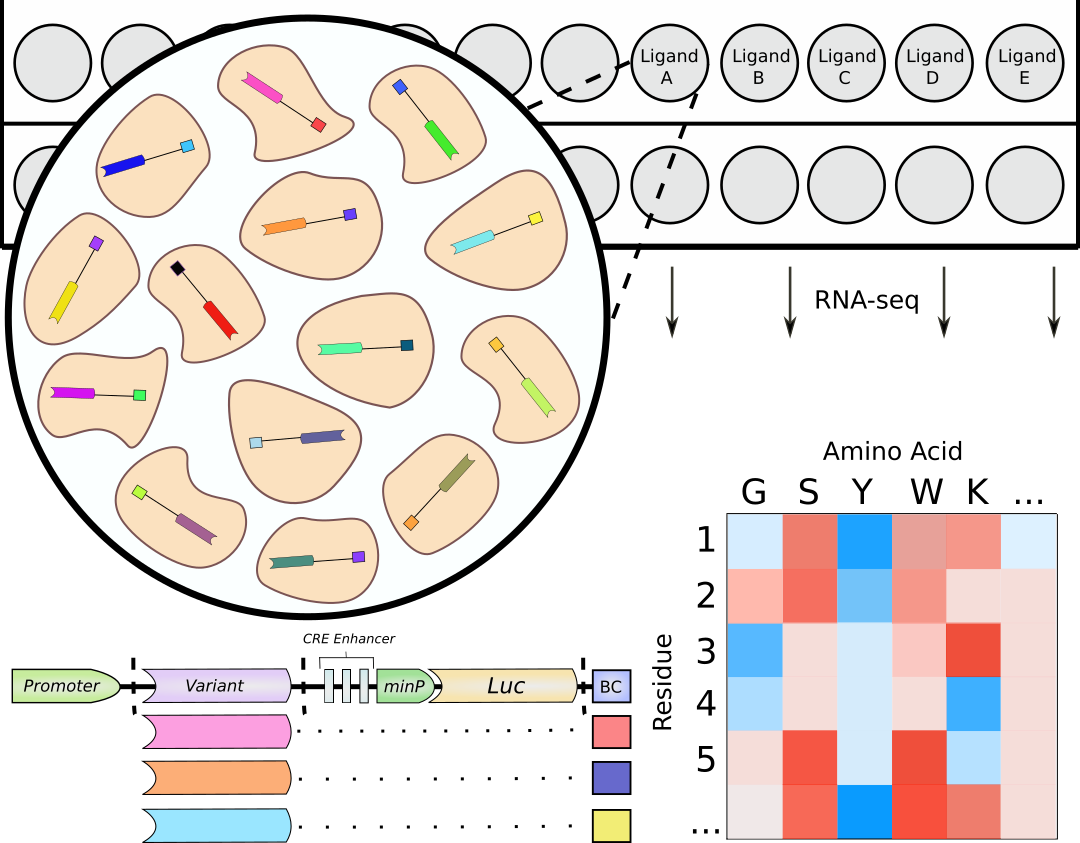 Ligand A
Ligand B
Ligand C
Ligand D
Ligand E
RNA-seq
Amino Acid
G S Y W K ...
Residue
1
2
3
4
5
...
CRE Enhancer
Promoter
Variant
minP
Luc
BC